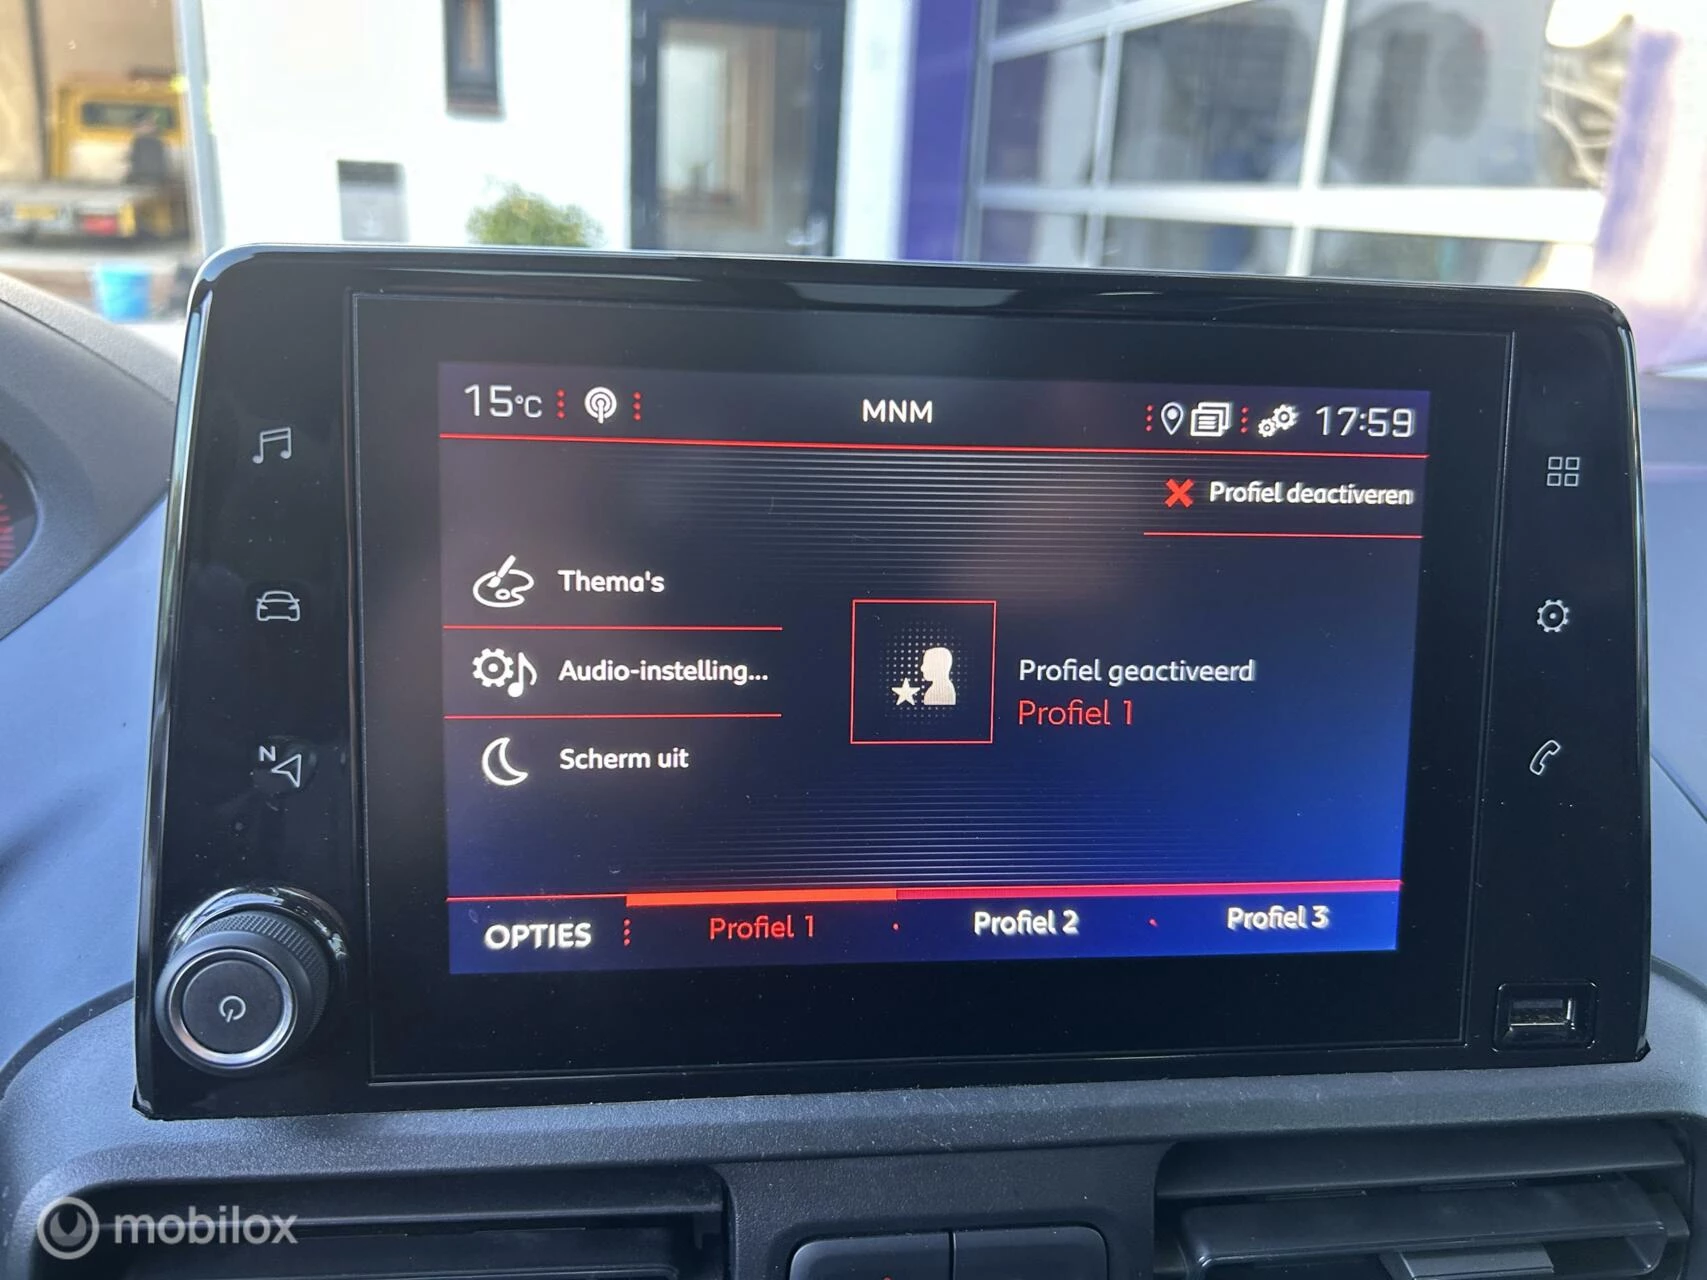 15°C
MNM
17:59
Profiel deactiveren
Thema's
Audio-instelling...
Scherm uit
Profiel geactiveerd
Profiel 1
OPTIES
Profiel 1
Profiel 2
Profiel 3
N
mobilox